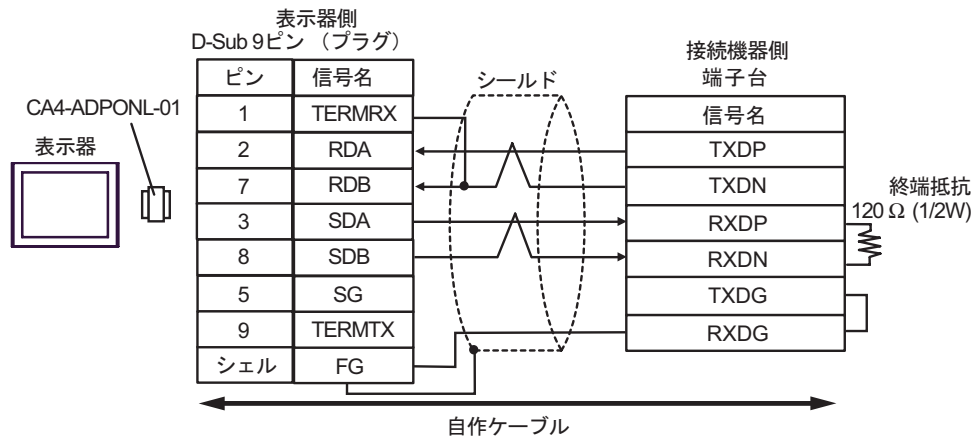 表示器側
D-Sub 9ピン （プラグ）
接続機器側
端子台
シールド
CA4-ADPONL-01
表示器
ピン 信号名
1 TERMRX
2 RDA
7 RDB
3 SDA
8 SDB
5 SG
9 TERMTX
シェル FG
信号名
TXDP
TXDN
RXDP
RXDN
TXDG
RXDG
終端抵抗
120 Ω (1/2W)
自作ケーブル